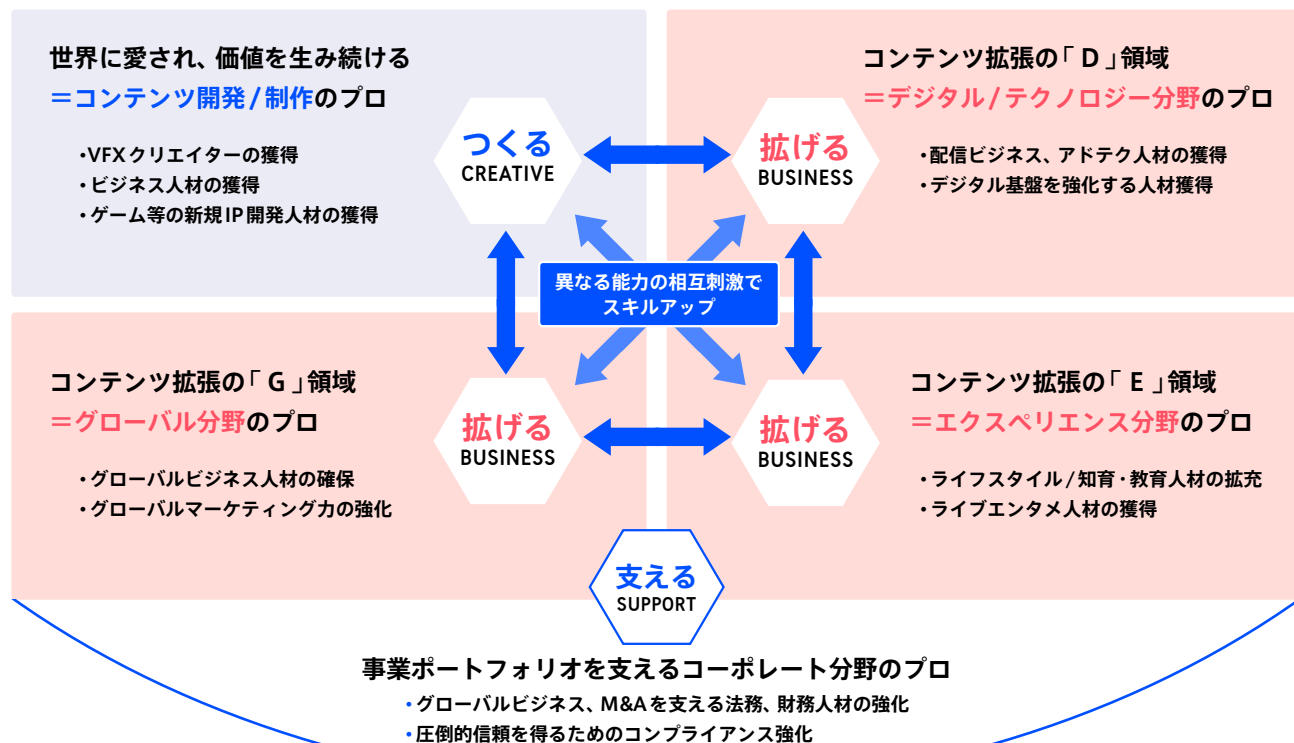 世界に愛され、価値を生み続ける
＝コンテンツ開発/制作のプロ
・VFXクリエイターの獲得
・ビジネス人材の獲得
・ゲーム等の新規IP開発人材の獲得
つくる
CREATIVE
コンテンツ拡張の「D」領域
＝デジタル/テクノロジー分野のプロ
・配信ビジネス、アドテク人材の獲得
・デジタル基盤を強化する人材獲得
拡げる
BUSINESS
異なる能力の相互刺激で
スキルアップ
コンテンツ拡張の「G」領域
＝グローバル分野のプロ
・グローバルビジネス人材の確保
・グローバルマーケティング力の強化
拡げる
BUSINESS
拡げる
BUSINESS
コンテンツ拡張の「E」領域
＝エクスペリエンス分野のプロ
・ライフスタイル/知育・教育人材の拡充
・ライブエンタメ人材の獲得
支える
SUPPORT
事業ポートフォリオを支えるコーポレート分野のプロ
・グローバルビジネス、M&Aを支える法務、財務人材の強化
・圧倒的信頼を得るためのコンプライアンス強化